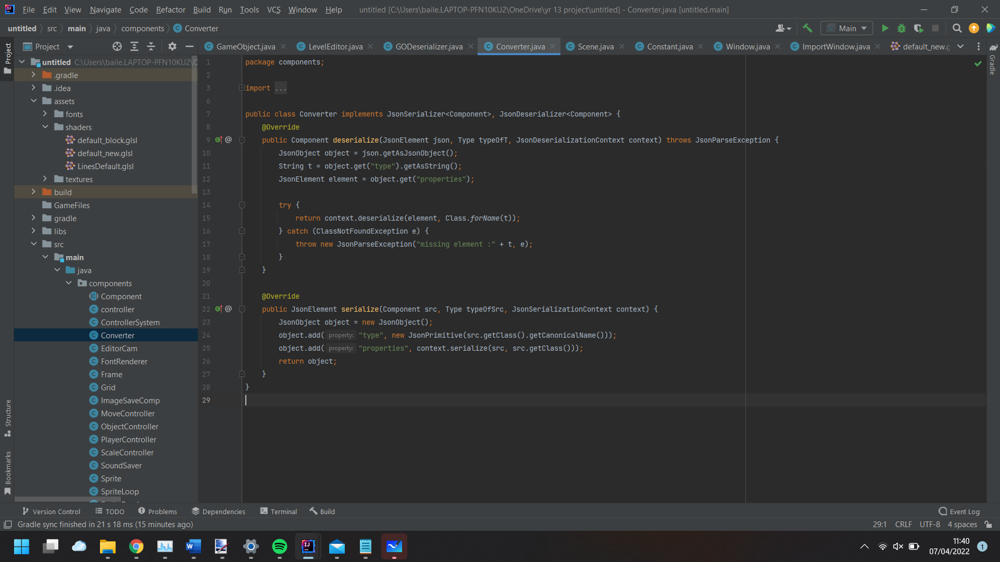 File Edit View Navigate Code Refactor Build Run Tools VCS Window Help untitled [C:\Users\baile.LAPTOP-PFN10KU2\OneDrive\yr 13 project\untitled] - Converter.java [untitled.main]
untitled src main java components Converter Main
Project GameObject.java LevelEditor.java GODeserializer.java Converter.java Scene.java Constant.java Window.java ImportWindow.java default_new.g
Project
Structure
Bookmarks
Gradle
untitled C:\Users\baile.LAPTOP-PFN10KU2\O
.gradle
.idea
assets
fonts
shaders
default_block.glsl
default_new.glsl
LinesDefault.glsl
textures
build
GameFiles
gradle
libs
src
main
java
components
Component
controller
ControllerSystem
Converter
EditorCam
FontRenderer
Frame
Grid
ImageSaveComp
MoveController
ObjectController
PlayerController
ScaleController
SoundSaver
Sprite
SpriteLoop
1 package components;
2
3 import ...
6
7 public class Converter implements JsonSerializer<Component>, JsonDeserializer<Component> {
8 @Override
9 public Component deserialize(JsonElement json, Type typeOfT, JsonDeserializationContext context) throws JsonParseException {
10 JsonObject object = json.getAsJsonObject();
11 String t = object.get("type").getAsString();
12 JsonElement element = object.get("properties");
13
14 try {
15 return context.deserialize(element, Class.forName(t));
16 } catch (ClassNotFoundException e) {
17 throw new JsonParseException("missing element :" + t, e);
18 }
19 }
20
21 @Override
22 public JsonElement serialize(Component src, Type typeOfSrc, JsonSerializationContext context) {
23 JsonObject object = new JsonObject();
24 object.add( property: "type", new JsonPrimitive(src.getClass().getCanonicalName()));
25 object.add( property: "properties", context.serialize(src, src.getClass()));
26 return object;
27 }
28 }
29
Version Control TODO Problems Dependencies Terminal Build Event Log
Gradle sync finished in 21 s 18 ms (15 minutes ago) 29:1 CRLF UTF-8 4 spaces
11:40
07/04/2022 1